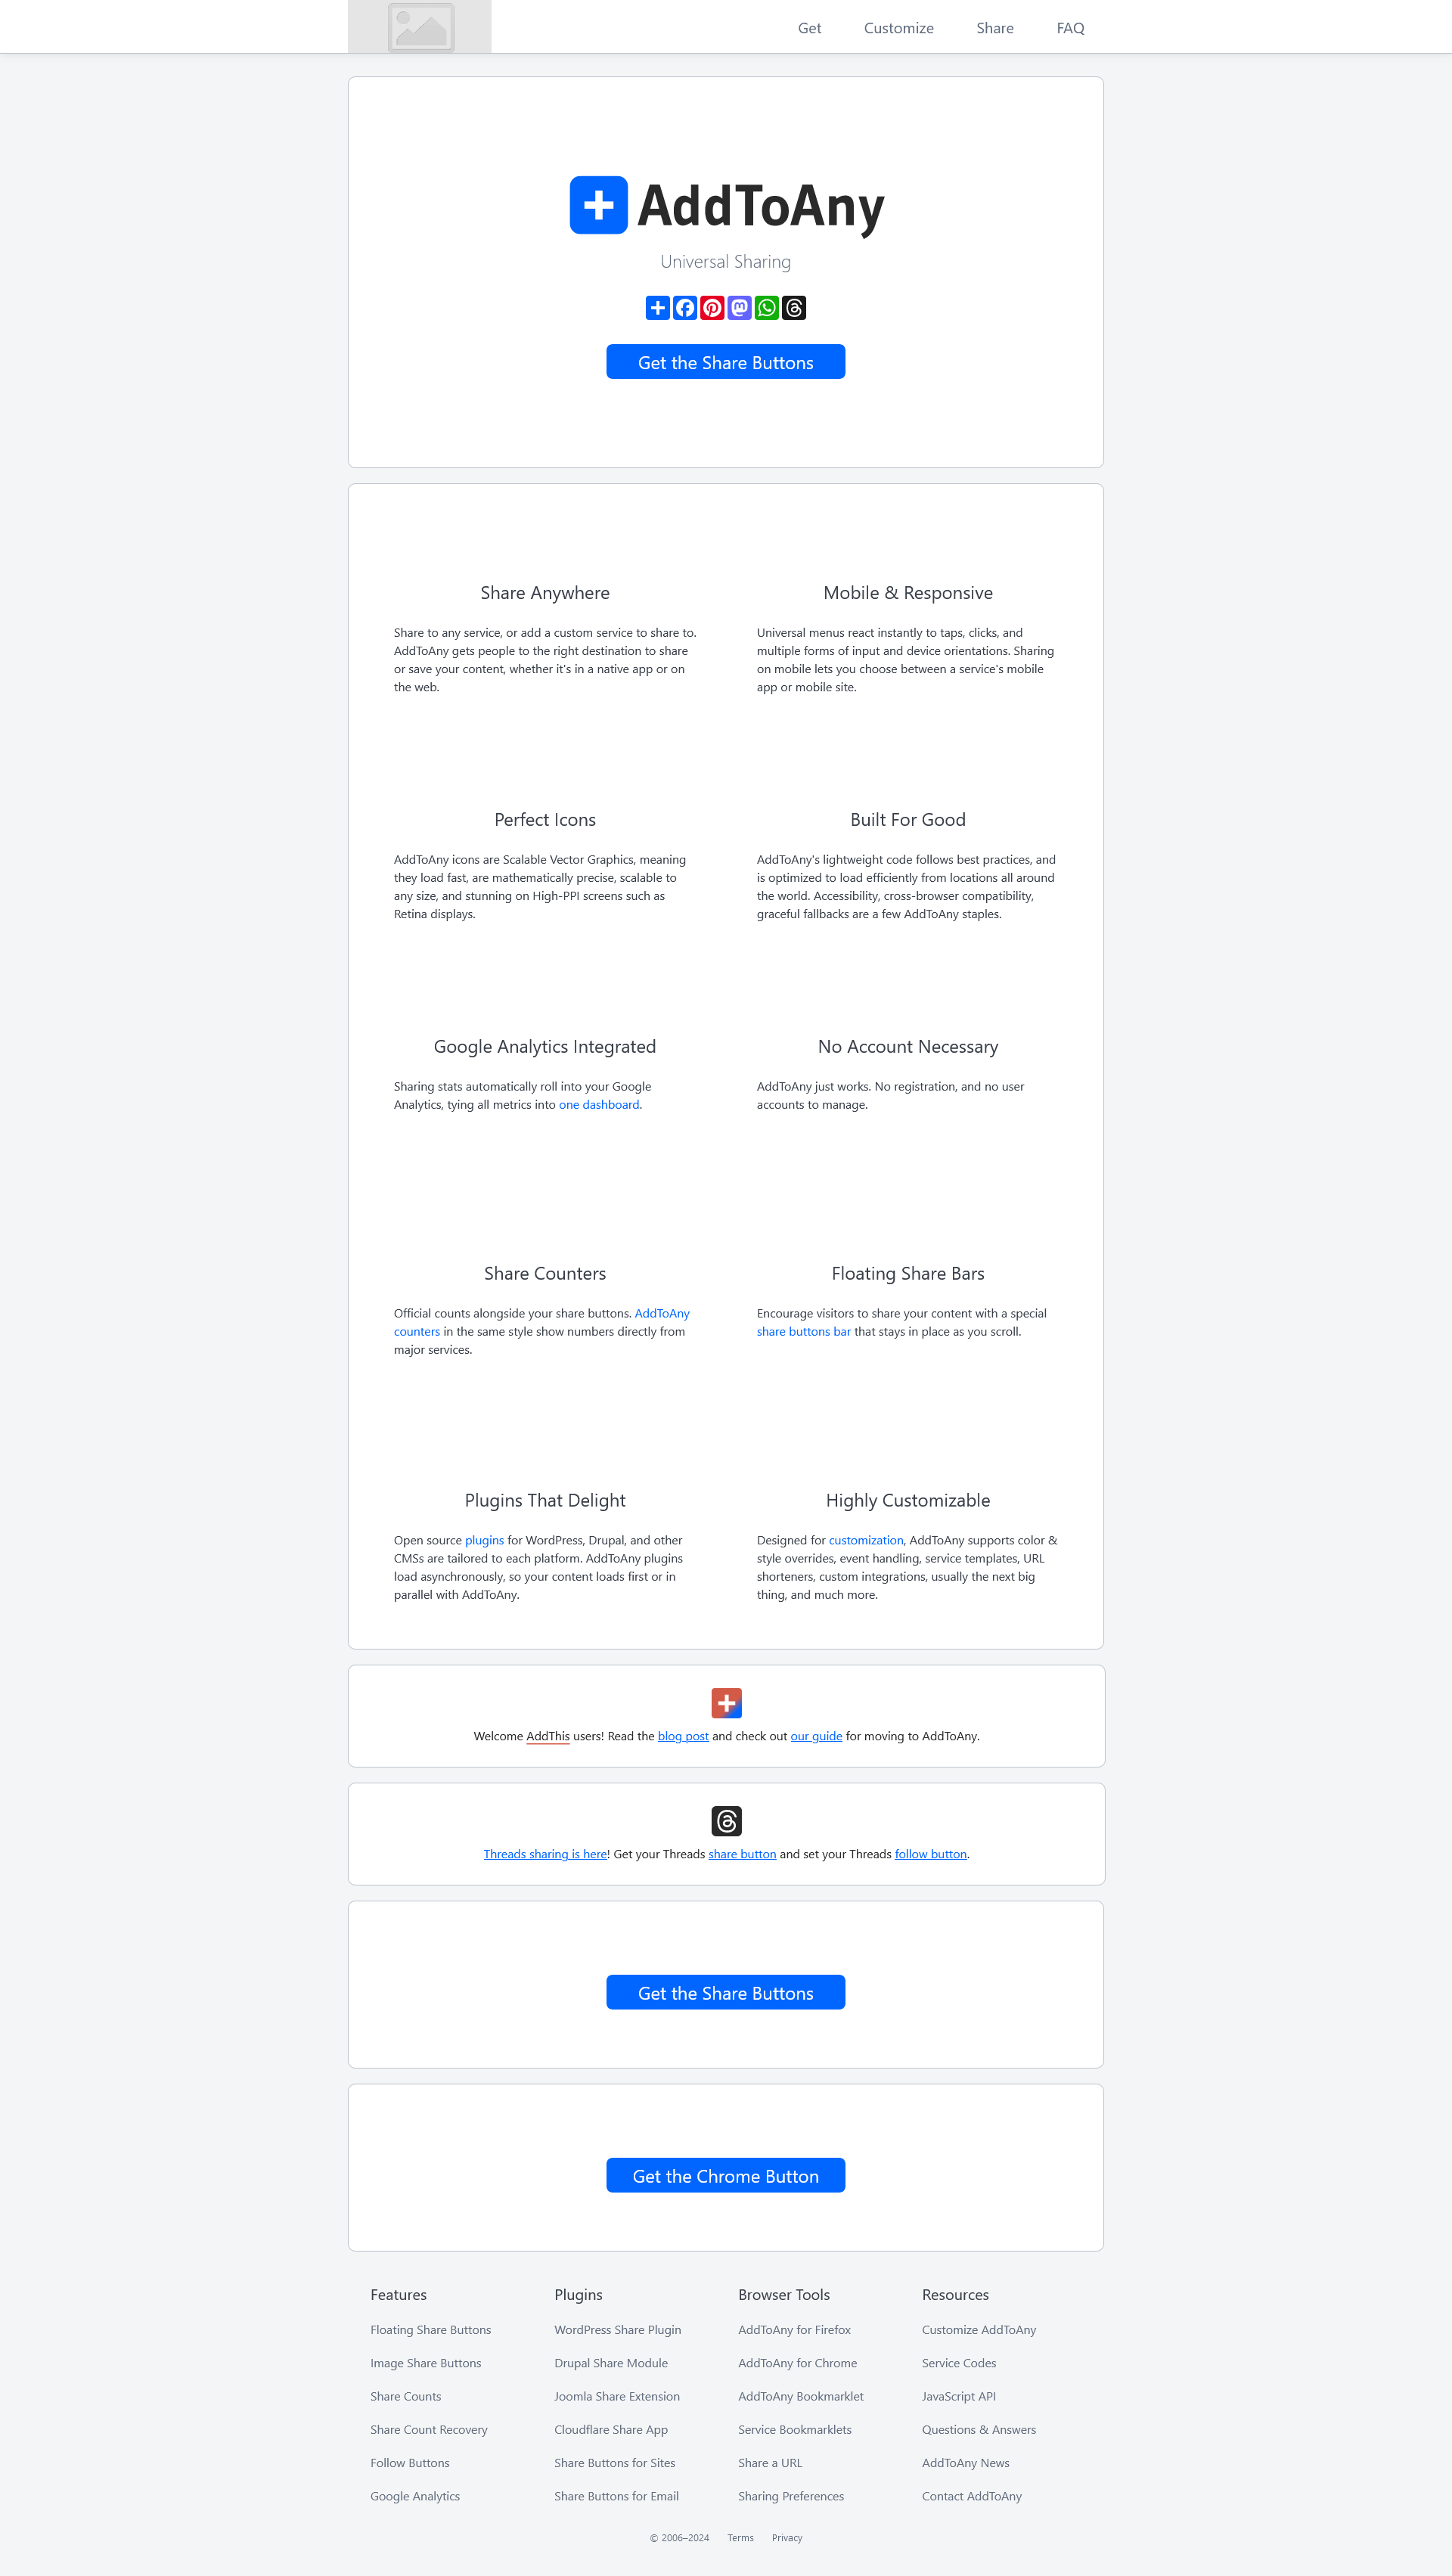 Get Customize Share FAQ
AddToAny
Universal Sharing
Get the Share Buttons
Share Anywhere
Share to any service, or add a custom service to share to.
AddToAny gets people to the right destination to share
or save your content, whether it's in a native app or on
the web.
Mobile & Responsive
Universal menus react instantly to taps, clicks, and
multiple forms of input and device orientations. Sharing
on mobile lets you choose between a service's mobile
app or mobile site.
Perfect Icons
AddToAny icons are Scalable Vector Graphics, meaning
they load fast, are mathematically precise, scalable to
any size, and stunning on High-PPI screens such as
Retina displays.
Built For Good
AddToAny's lightweight code follows best practices, and
is optimized to load efficiently from locations all around
the world. Accessibility, cross-browser compatibility,
graceful fallbacks are a few AddToAny staples.
Google Analytics Integrated
Sharing stats automatically roll into your Google
Analytics, tying all metrics into one dashboard.
No Account Necessary
AddToAny just works. No registration, and no user
accounts to manage.
Share Counters
Official counts alongside your share buttons. AddToAny
counters in the same style show numbers directly from
major services.
Floating Share Bars
Encourage visitors to share your content with a special
share buttons bar that stays in place as you scroll.
Plugins That Delight
Open source plugins for WordPress, Drupal, and other
CMSs are tailored to each platform. AddToAny plugins
load asynchronously, so your content loads first or in
parallel with AddToAny.
Highly Customizable
Designed for customization, AddToAny supports color &
style overrides, event handling, service templates, URL
shorteners, custom integrations, usually the next big
thing, and much more.
Welcome AddThis users! Read the blog post and check out our guide for moving to AddToAny.
Threads sharing is here! Get your Threads share button and set your Threads follow button.
Get the Share Buttons
Get the Chrome Button
Features
Floating Share Buttons
Image Share Buttons
Share Counts
Share Count Recovery
Follow Buttons
Google Analytics
Plugins
WordPress Share Plugin
Drupal Share Module
Joomla Share Extension
Cloudflare Share App
Share Buttons for Sites
Share Buttons for Email
Browser Tools
AddToAny for Firefox
AddToAny for Chrome
AddToAny Bookmarklet
Service Bookmarklets
Share a URL
Sharing Preferences
Resources
Customize AddToAny
Service Codes
JavaScript API
Questions & Answers
AddToAny News
Contact AddToAny
© 2006–2024 Terms Privacy